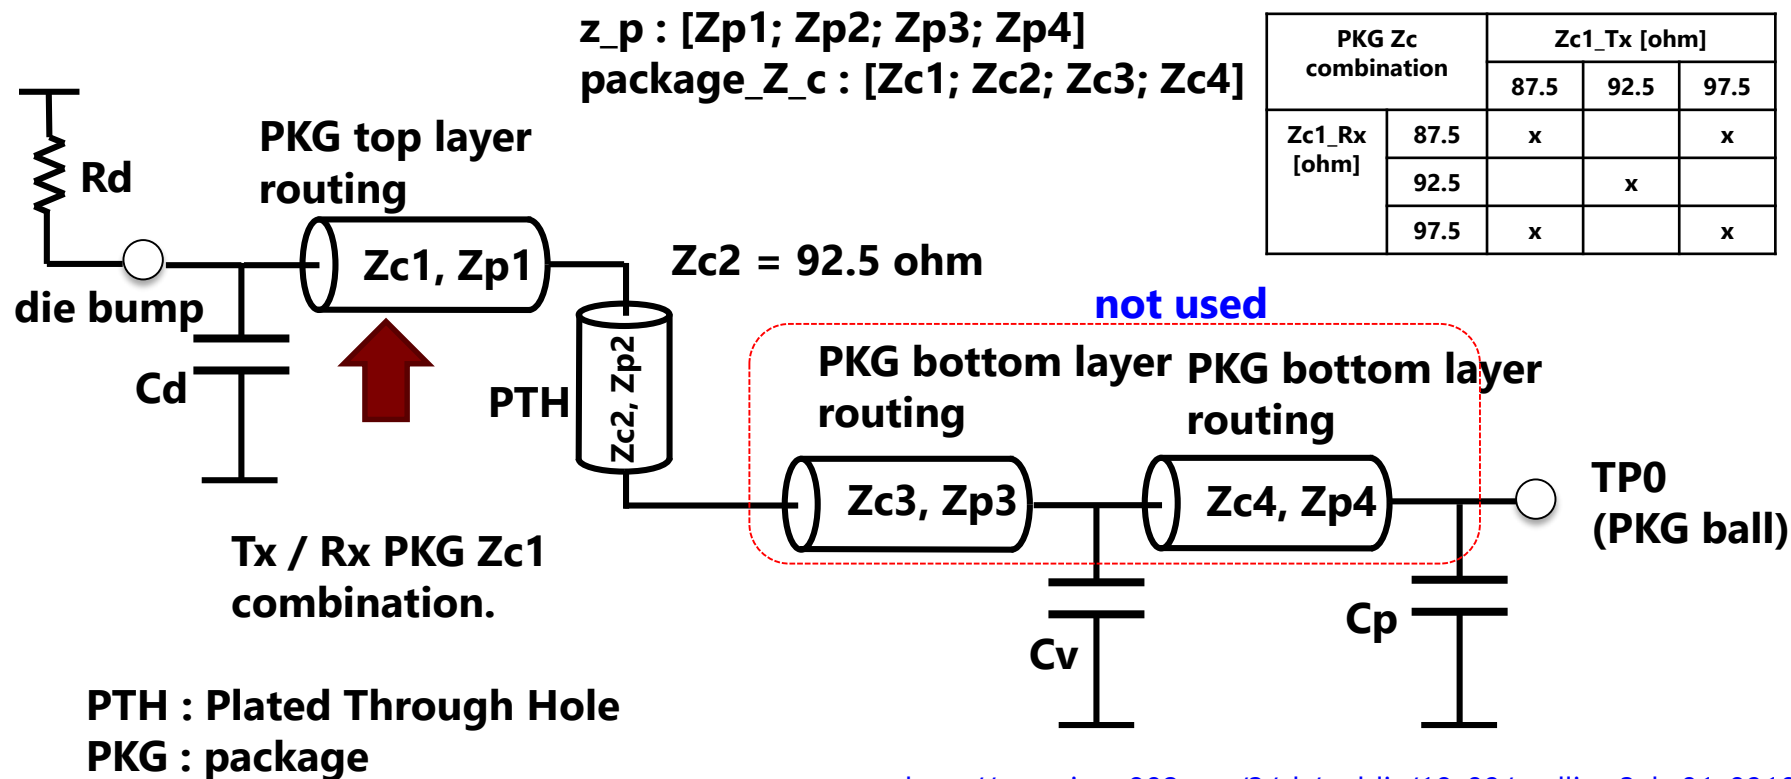 z_p : [Zp1; Zp2; Zp3; Zp4]
package_Z_c : [Zc1; Zc2; Zc3; Zc4]
PKG Zc
combination
Zc1_Tx [ohm]
87.5 92.5 97.5
Zc1_Rx
[ohm]
87.5 x x
92.5 x
97.5 x x
PKG top layer
routing
Rd
Zc1, Zp1
Zc2 = 92.5 ohm
die bump
not used
Cd
PTH
Zc2, Zp2
PKG bottom layer
routing
PKG bottom layer
routing
Zc3, Zp3
Zc4, Zp4
TP0
(PKG ball)
Tx / Rx PKG Zc1
combination.
Cv
Cp
PTH : Plated Through Hole
PKG : package